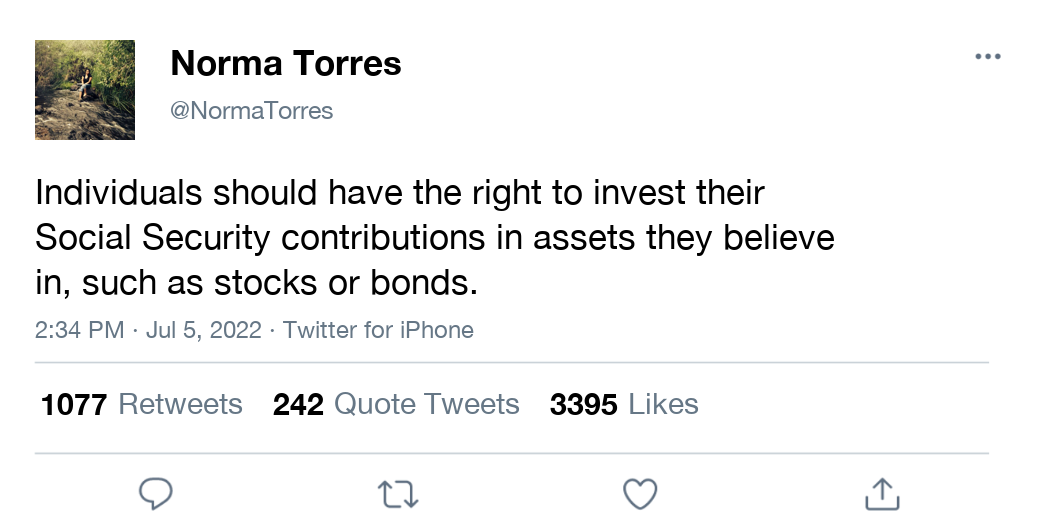 Norma Torres
@NormaTorres
Individuals should have the right to invest their
Social Security contributions in assets they believe
in, such as stocks or bonds.
2:34 PM · Jul 5, 2022 · Twitter for iPhone
1077 Retweets 242 Quote Tweets 3395 Likes